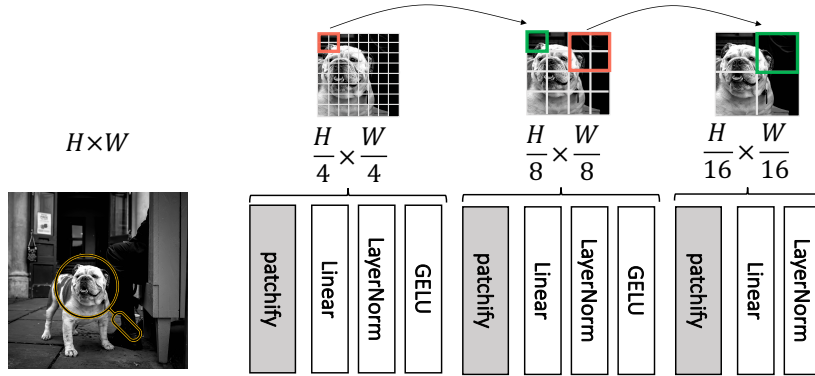 H×W
H/4 × W/4
H/8 × W/8
H/16 × W/16
patchify
Linear
LayerNorm
GELU
patchify
Linear
LayerNorm
GELU
patchify
Linear
LayerNorm